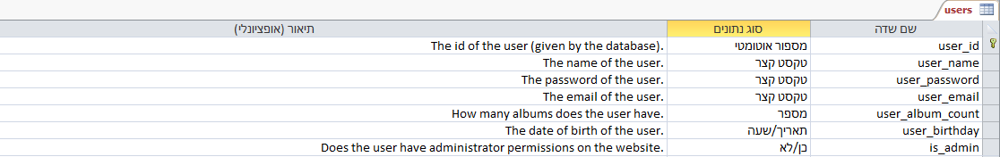 users
שם שדה סוג נתונים תיאור (אופציונלי)
user_id מספור אוטומטי The id of the user (given by the database).
user_name טקסט קצר The name of the user.
user_password טקסט קצר The password of the user.
user_email טקסט קצר The email of the user.
user_album_count מספר How many albums does the user have.
user_birthday תאריך/שעה The date of birth of the user.
is_admin כן/לא Does the user have administrator permissions on the website.